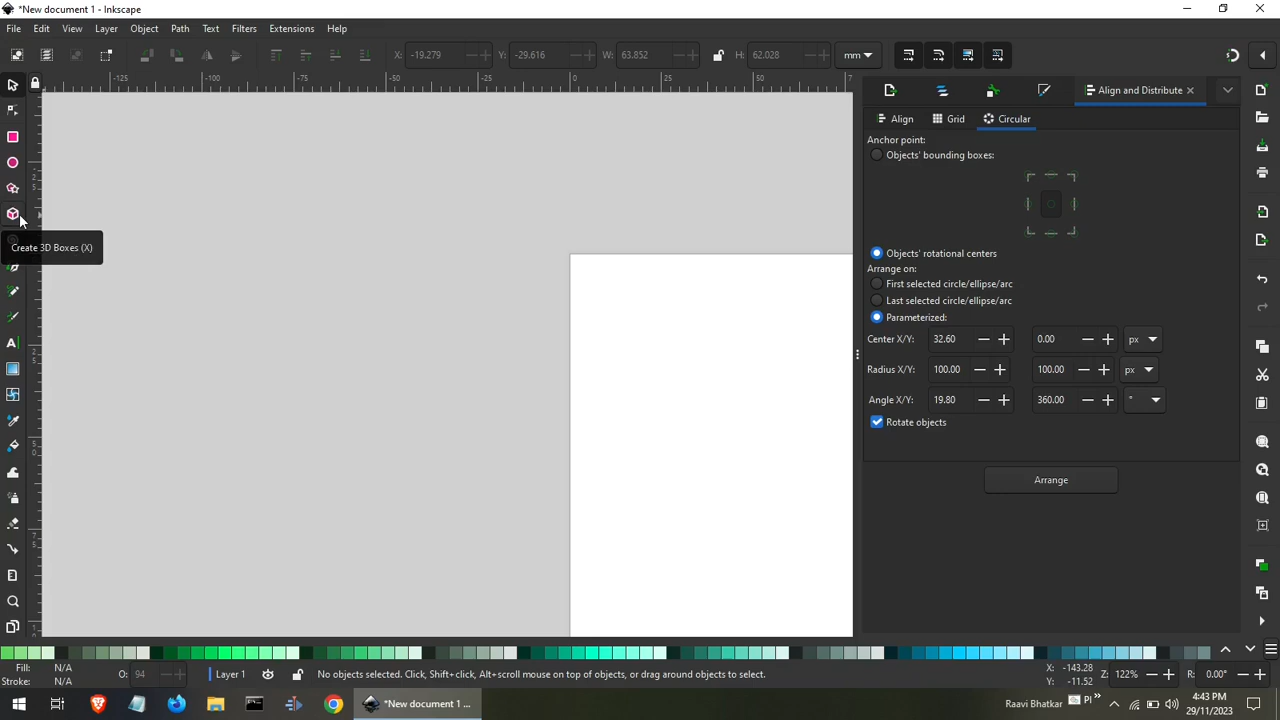 *New document 1 - Inkscape
File Edit View Layer Object Path Text Filters Extensions Help
X: -19.279 Y: -29.616 W: 63.852 H: 62.028 mm
-125 -100 -75 -50 -25 0 25 50 7
Align and Distribute
Align Grid Circular
Anchor point:
Objects' bounding boxes:
Create 3D Boxes (X)
Objects' rotational centers
Arrange on:
First selected circle/ellipse/arc
Last selected circle/ellipse/arc
Parameterized:
Center X/Y: 32.60 0.00 px
Radius X/Y: 100.00 100.00 px
Angle X/Y: 19.80 360.00 °
Rotate objects
Arrange
Fill: N/A
Stroke: N/A
O: 94
Layer 1
No objects selected. Click, Shift+click, Alt+scroll mouse on top of objects, or drag around objects to select.
X: -143.28
Y: -11.52
Z: 122%
R: 0.00°
*New document 1 ...
Raavi Bhatkar
Pi
4:43 PM
29/11/2023